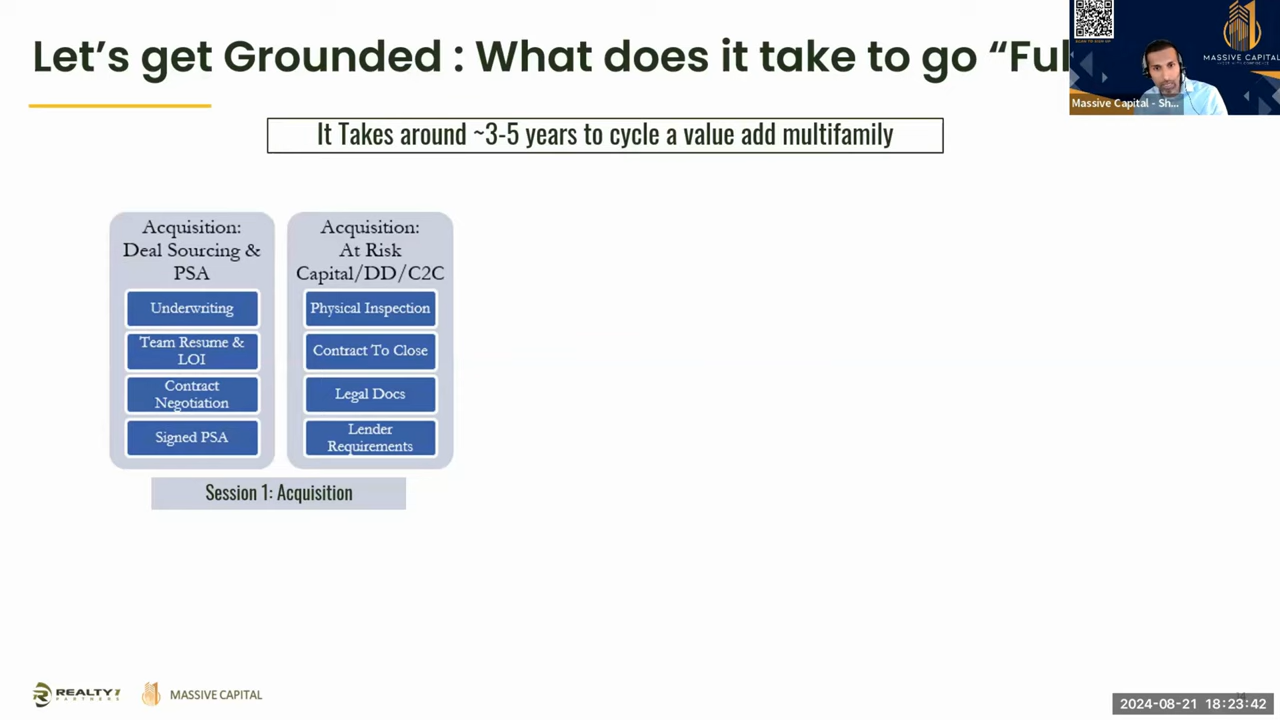 Let's get Grounded : What does it take to go “Ful
It Takes around ~3-5 years to cycle a value add multifamily
Acquisition:
Deal Sourcing &
PSA
Underwriting
Team Resume &
LOI
Contract
Negotiation
Signed PSA
Acquisition:
At Risk
Capital/DD/C2C
Physical Inspection
Contract To Close
Legal Docs
Lender
Requirements
Session 1: Acquisition
MASSIVE CAPITAL
Massive Capital - Sh...
REALTY
PARTNERS
MASSIVE CAPITAL
2024-08-21 18:23:42